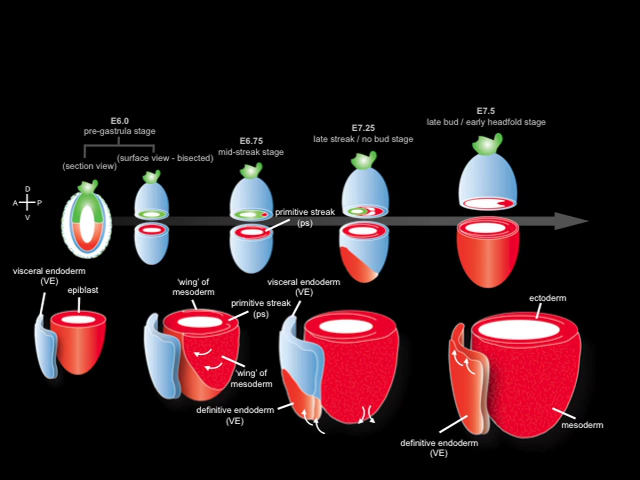 E7.5
late bud / early headfold stage
E6.0
pre-gastrula stage
E7.25
late streak / no bud stage
E6.75
mid-streak stage
(section view)
(surface view - bisected)
D
A
P
V
primitive streak
(ps)
visceral endoderm
(VE)
epiblast
'wing' of
mesoderm
primitive streak
(ps)
visceral endoderm
(VE)
ectoderm
'wing' of
mesoderm
definitive endoderm
(VE)
mesoderm
definitive endoderm
(VE)